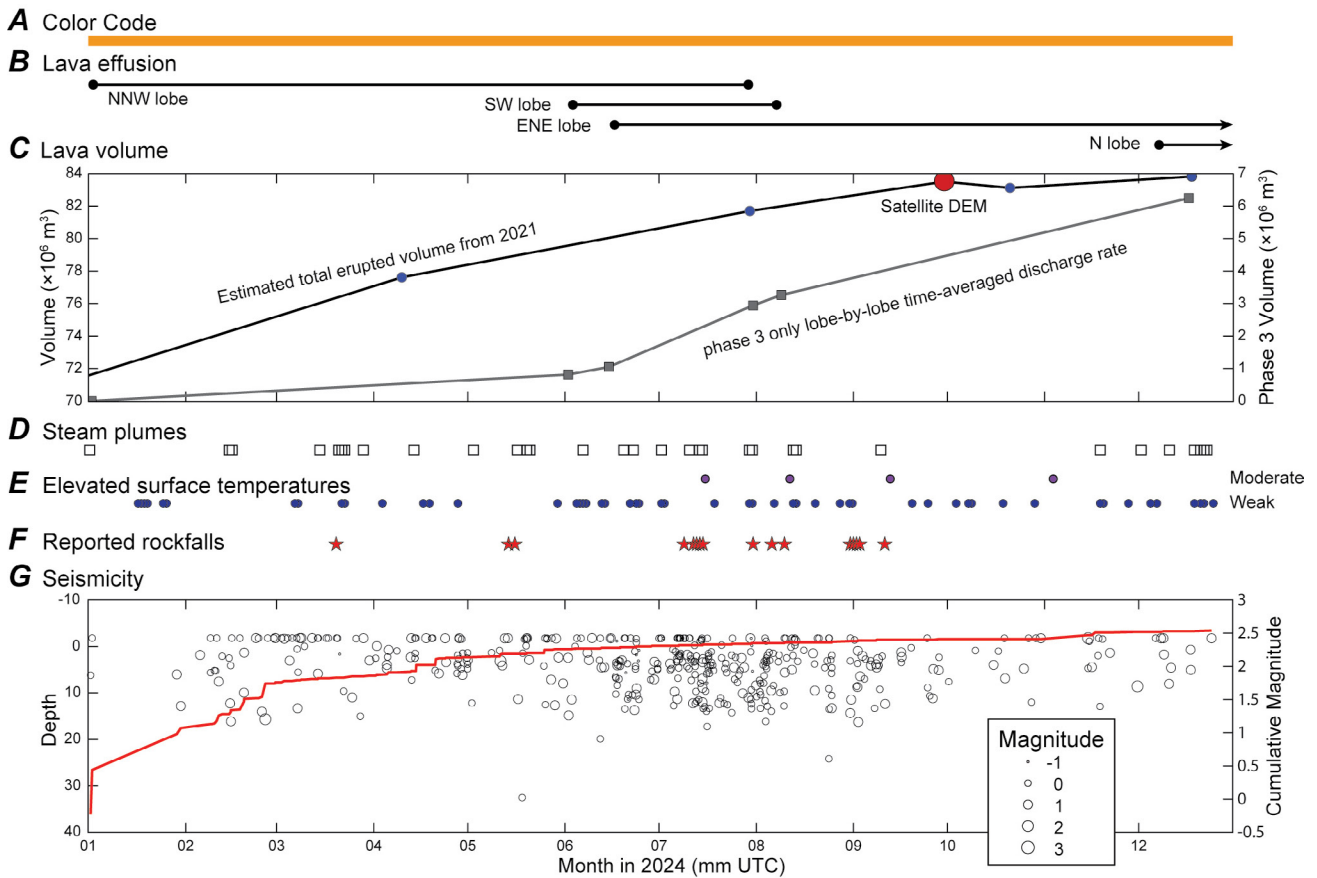 A Color Code
B Lava effusion
NNW lobe
SW lobe
ENE lobe
N lobe
C Lava volume
84
82
80
78
76
74
72
70
Volume (×10⁶ m³)
7
6
5
4
3
2
1
0
Phase 3 Volume (×10⁶ m³)
Estimated total erupted volume from 2021
Satellite DEM
phase 3 only lobe-by-lobe time-averaged discharge rate
D Steam plumes
E Elevated surface temperatures
Moderate
Weak
F Reported rockfalls
G Seismicity
-10
0
10
20
30
40
Depth
3
2.5
2
1.5
1
0.5
0
-0.5
Cumulative Magnitude
Magnitude
-1
0
1
2
3
01 02 03 04 05 06 07 08 09 12
Month in 2024 (mm UTC)